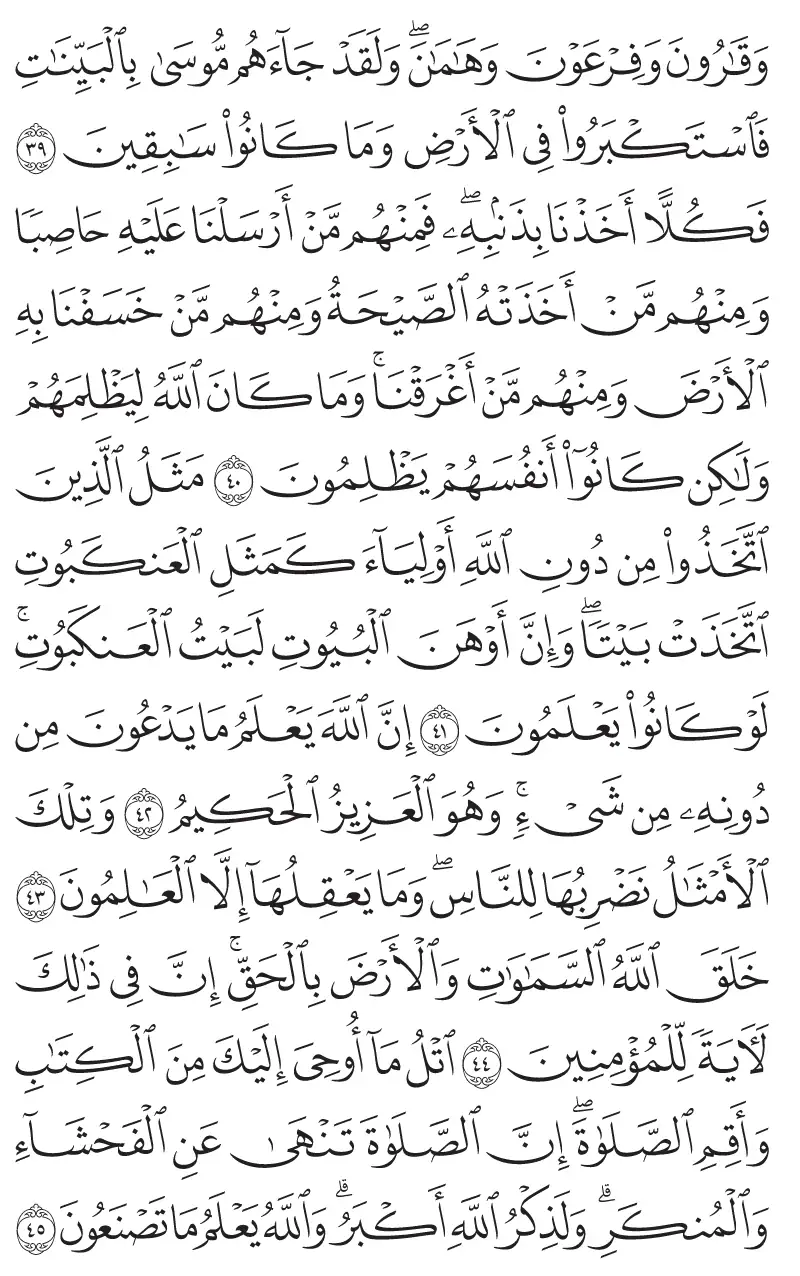 وَقَٰرُونَ وَفِرْعَوْنَ وَهَٰمَٰنَۖ وَلَقَدْ جَآءَهُم مُّوسَىٰ بِٱلْبَيِّنَٰتِ
فَٱسْتَكْبَرُوا۟ فِى ٱلْأَرْضِ وَمَا كَانُوا۟ سَٰبِقِينَ ٣٩
فَكُلًّا أَخَذْنَا بِذَنۢبِهِۦۖ فَمِنْهُم مَّنْ أَرْسَلْنَا عَلَيْهِ حَاصِبًا
وَمِنْهُم مَّنْ أَخَذَتْهُ ٱلصَّيْحَةُ وَمِنْهُم مَّنْ خَسَفْنَا بِهِ
ٱلْأَرْضَ وَمِنْهُم مَّنْ أَغْرَقْنَاۚ وَمَا كَانَ ٱللَّهُ لِيَظْلِمَهُمْ
وَلَٰكِن كَانُوٓا۟ أَنفُسَهُمْ يَظْلِمُونَ ٤٠ مَثَلُ ٱلَّذِينَ
ٱتَّخَذُوا۟ مِن دُونِ ٱللَّهِ أَوْلِيَآءَ كَمَثَلِ ٱلْعَنكَبُوتِ
ٱتَّخَذَتْ بَيْتًاۖ وَإِنَّ أَوْهَنَ ٱلْبُيُوتِ لَبَيْتُ ٱلْعَنكَبُوتِۚ
لَوْ كَانُوا۟ يَعْلَمُونَ ٤١ إِنَّ ٱللَّهَ يَعْلَمُ مَا يَدْعُونَ مِن
دُونِهِۦ مِن شَىْءٍۚ وَهُوَ ٱلْعَزِيزُ ٱلْحَكِيمُ ٤٢ وَتِلْكَ
ٱلْأَمْثَٰلُ نَضْرِبُهَا لِلنَّاسِۖ وَمَا يَعْقِلُهَآ إِلَّا ٱلْعَٰلِمُونَ ٤٣
خَلَقَ ٱللَّهُ ٱلسَّمَٰوَٰتِ وَٱلْأَرْضَ بِٱلْحَقِّۚ إِنَّ فِى ذَٰلِكَ
لَءَايَةً لِّلْمُؤْمِنِينَ ٤٤ ٱتْلُ مَآ أُوحِىَ إِلَيْكَ مِنَ ٱلْكِتَٰبِ
وَأَقِمِ ٱلصَّلَوٰةَۖ إِنَّ ٱلصَّلَوٰةَ تَنْهَىٰ عَنِ ٱلْفَحْشَآءِ
وَٱلْمُنكَرِۗ وَلَذِكْرُ ٱللَّهِ أَكْبَرُۗ وَٱللَّهُ يَعْلَمُ مَا تَصْنَعُونَ ٤٥